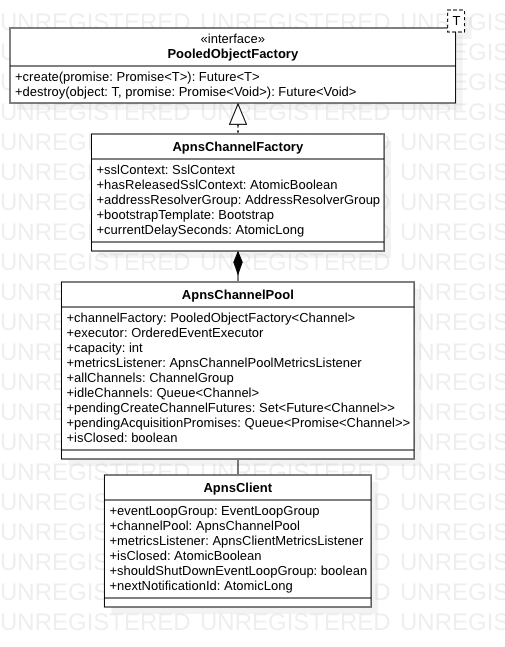 T
«interface»
PooledObjectFactory
+create(promise: Promise<T>): Future<T>
+destroy(object: T, promise: Promise<Void>): Future<Void>
ApnsChannelFactory
+sslContext: SslContext
+hasReleasedSslContext: AtomicBoolean
+addressResolverGroup: AddressResolverGroup
+bootstrapTemplate: Bootstrap
+currentDelaySeconds: AtomicLong
ApnsChannelPool
+channelFactory: PooledObjectFactory<Channel>
+executor: OrderedEventExecutor
+capacity: int
+metricsListener: ApnsChannelPoolMetricsListener
+allChannels: ChannelGroup
+idleChannels: Queue<Channel>
+pendingCreateChannelFutures: Set<Future<Channel>>
+pendingAcquisitionPromises: Queue<Promise<Channel>>
+isClosed: boolean
ApnsClient
+eventLoopGroup: EventLoopGroup
+channelPool: ApnsChannelPool
+metricsListener: ApnsClientMetricsListener
+isClosed: AtomicBoolean
+shouldShutDownEventLoopGroup: boolean
+nextNotificationId: AtomicLong
UNREGISTERED UNREGISTERED UNREGISTERED